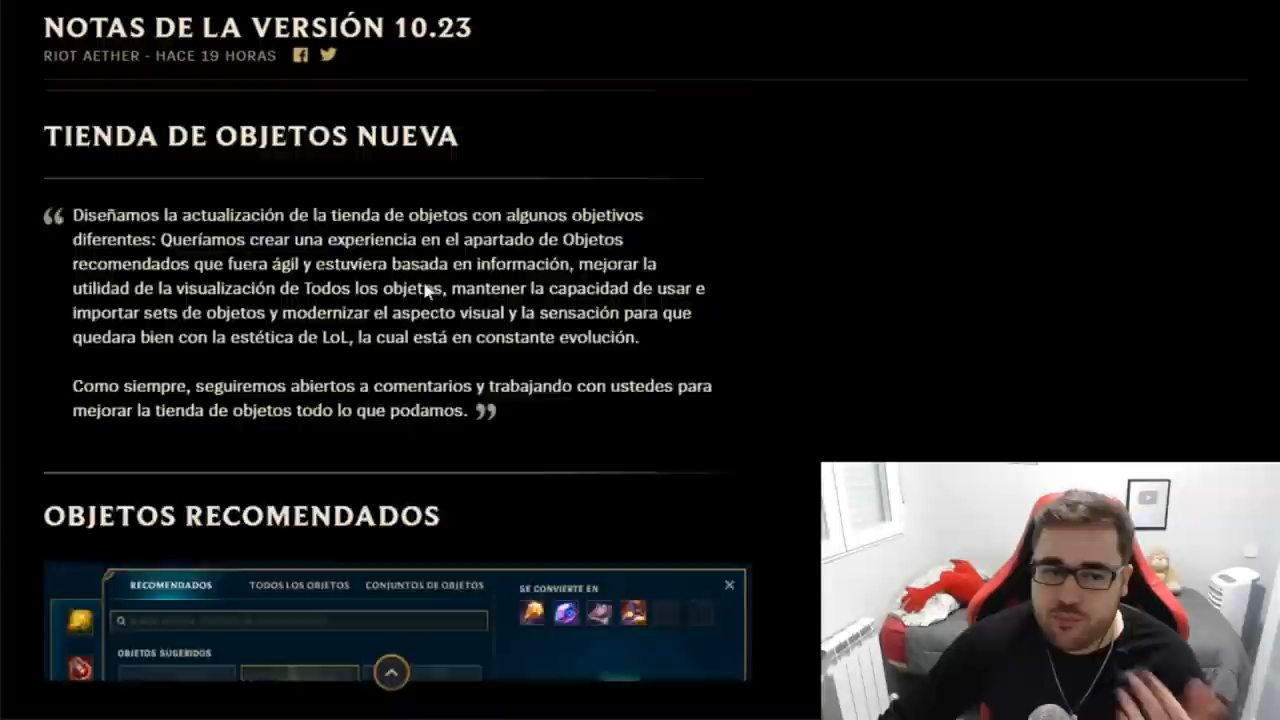 NOTAS DE LA VERSIÓN 10.23
RIOT AETHER - HACE 19 HORAS
TIENDA DE OBJETOS NUEVA
“ Diseñamos la actualización de la tienda de objetos con algunos objetivos
diferentes: Queríamos crear una experiencia en el apartado de Objetos
recomendados que fuera ágil y estuviera basada en información, mejorar la
utilidad de la visualización de Todos los objetos, mantener la capacidad de usar e
importar sets de objetos y modernizar el aspecto visual y la sensación para que
quedara bien con la estética de LoL, la cual está en constante evolución.
Como siempre, seguiremos abiertos a comentarios y trabajando con ustedes para
mejorar la tienda de objetos todo lo que podamos. ”
OBJETOS RECOMENDADOS
RECOMENDADOS TODOS LOS OBJETOS CONJUNTOS DE OBJETOS
SE CONVIERTE EN
OBJETOS SUGERIDOS